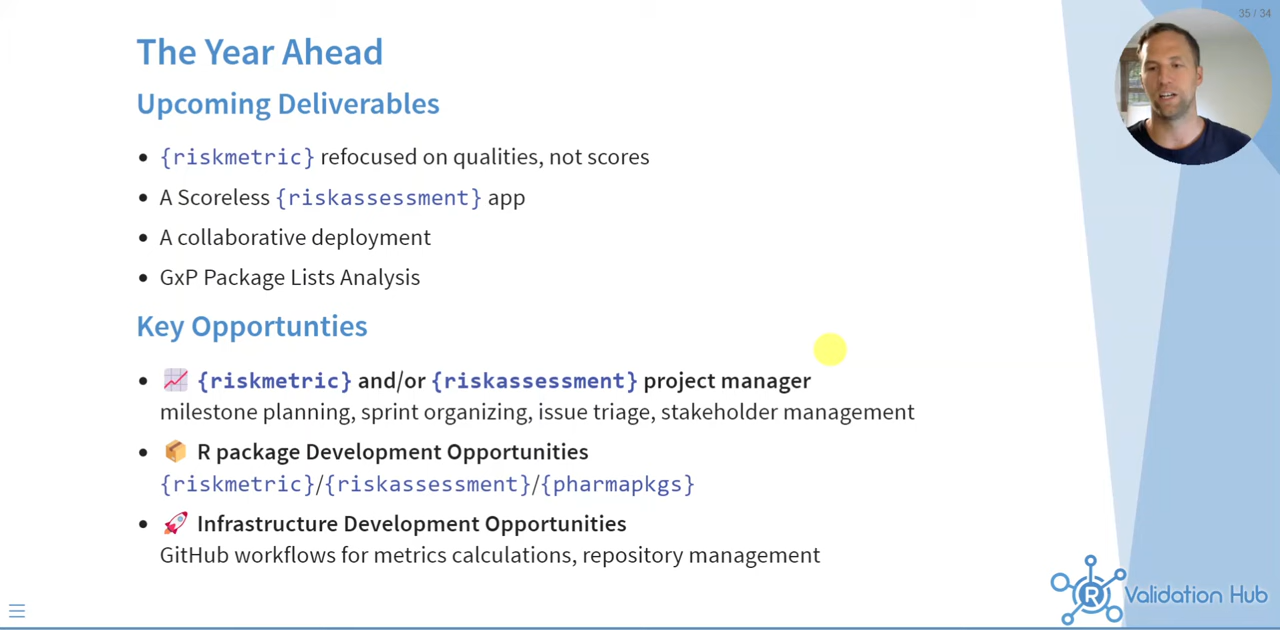 35 / 34
The Year Ahead
Upcoming Deliverables
• {riskmetric} refocused on qualities, not scores
• A Scoreless {riskassessment} app
• A collaborative deployment
• GxP Package Lists Analysis
Key Opportunties
• 📈 {riskmetric} and/or {riskassessment} project manager
milestone planning, sprint organizing, issue triage, stakeholder management
• 📦 R package Development Opportunities
{riskmetric}/{riskassessment}/{pharmapkgs}
• 🚀 Infrastructure Development Opportunities
GitHub workflows for metrics calculations, repository management
R Validation Hub